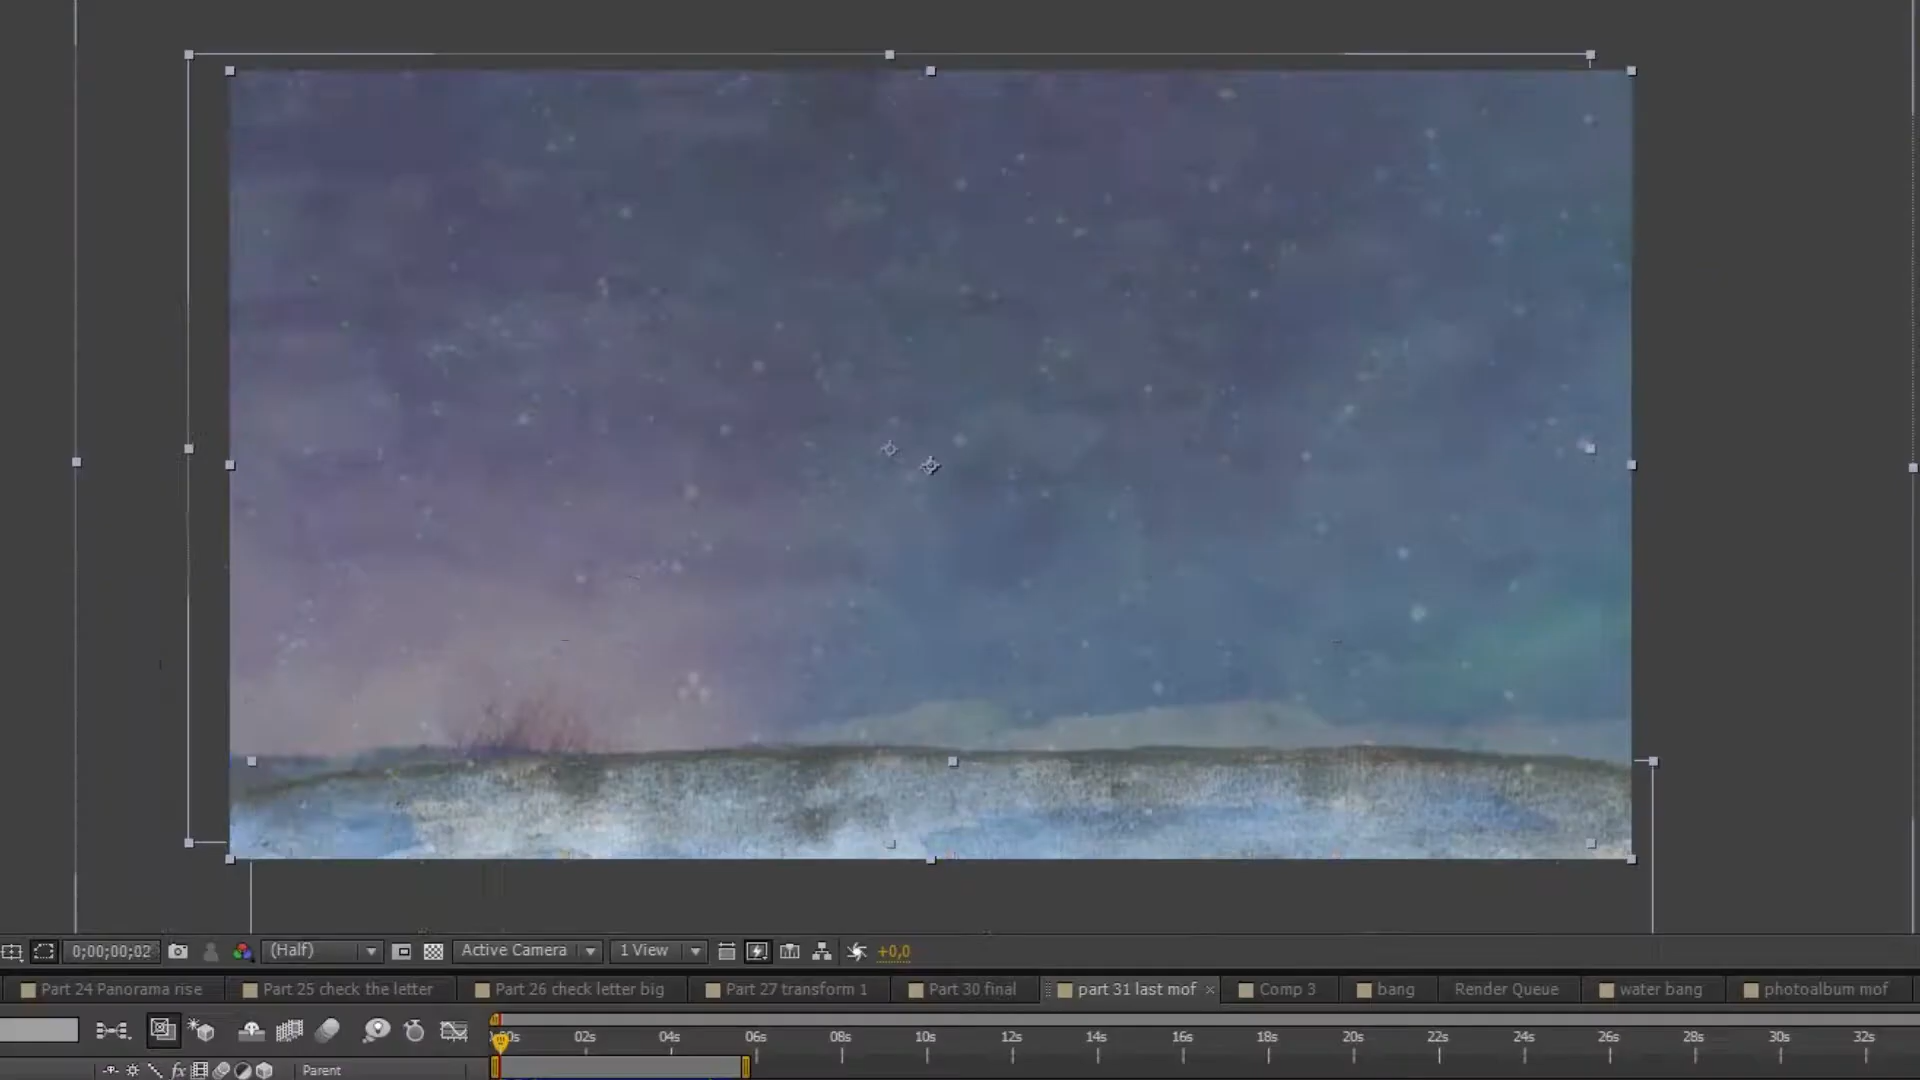 0;00;00;02 (Half) Active Camera 1 View +0,0
Part 24 Panorama rise Part 25 check the letter Part 26 check letter big Part 27 transform 1 Part 30 final part 31 last mof × Comp 3 bang Render Queue water bang photoalbum mof
02s 04s 06s 08s 10s 12s 14s 16s 18s 20s 22s 24s 26s 28s 30s 32s
fx Parent